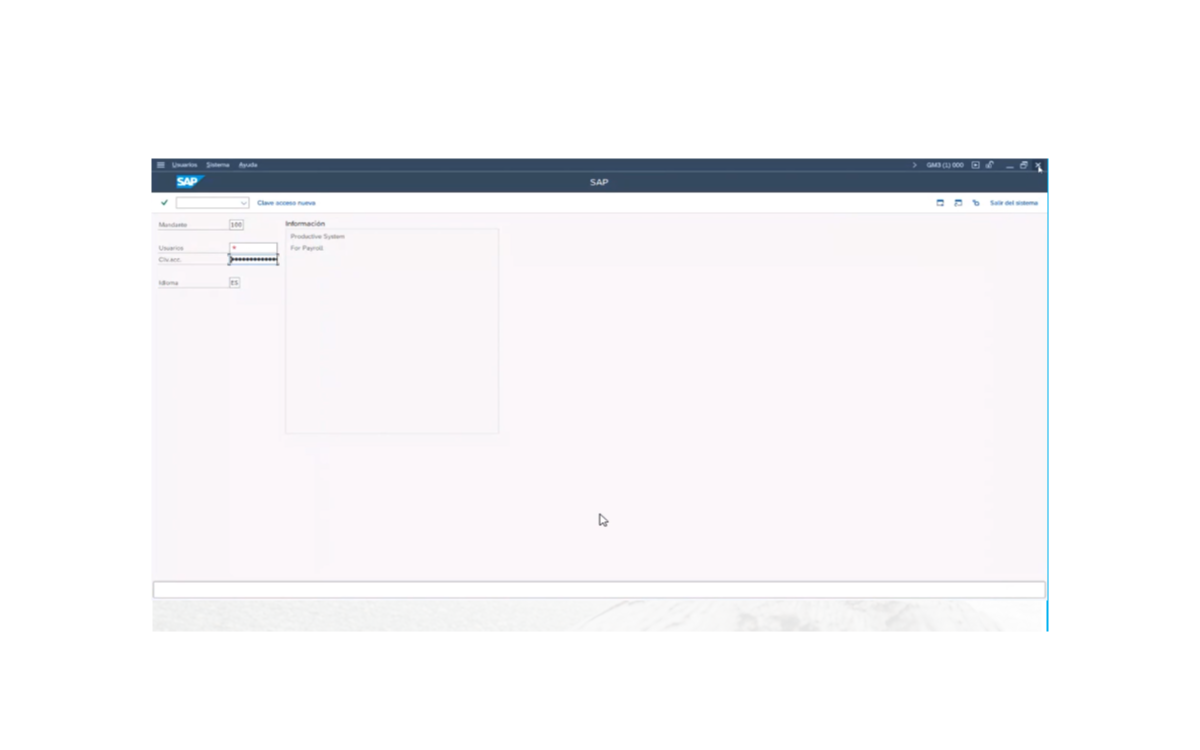 Usuarios Sistema Ayuda
GM3 (1) 000
SAP
SAP
Clave acceso nueva
Salir del sistema
Mandante 100
Información
Productive System
For Payroll
Usuarios *
Clv.acc. ************
Idioma ES